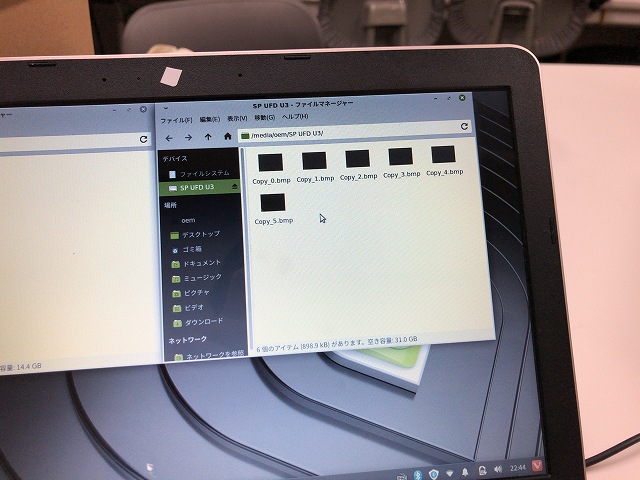 SP UFD U3 - ファイルマネージャー
ファイル(F) 編集(E) 表示(V) 移動(G) ヘルプ(H)
/media/oem/SP UFD U3/
デバイス
ファイルシステム
SP UFD U3
場所
oem
デスクトップ
ゴミ箱
ドキュメント
ミュージック
ピクチャ
ビデオ
ダウンロード
ネットワーク
ネットワークを参照
Copy_0.bmp Copy_1.bmp Copy_2.bmp Copy_3.bmp Copy_4.bmp
Copy_5.bmp
6 個のアイテム (898.9 kB) があります。空き容量: 31.0 GB
容量: 14.4 GB
22:44